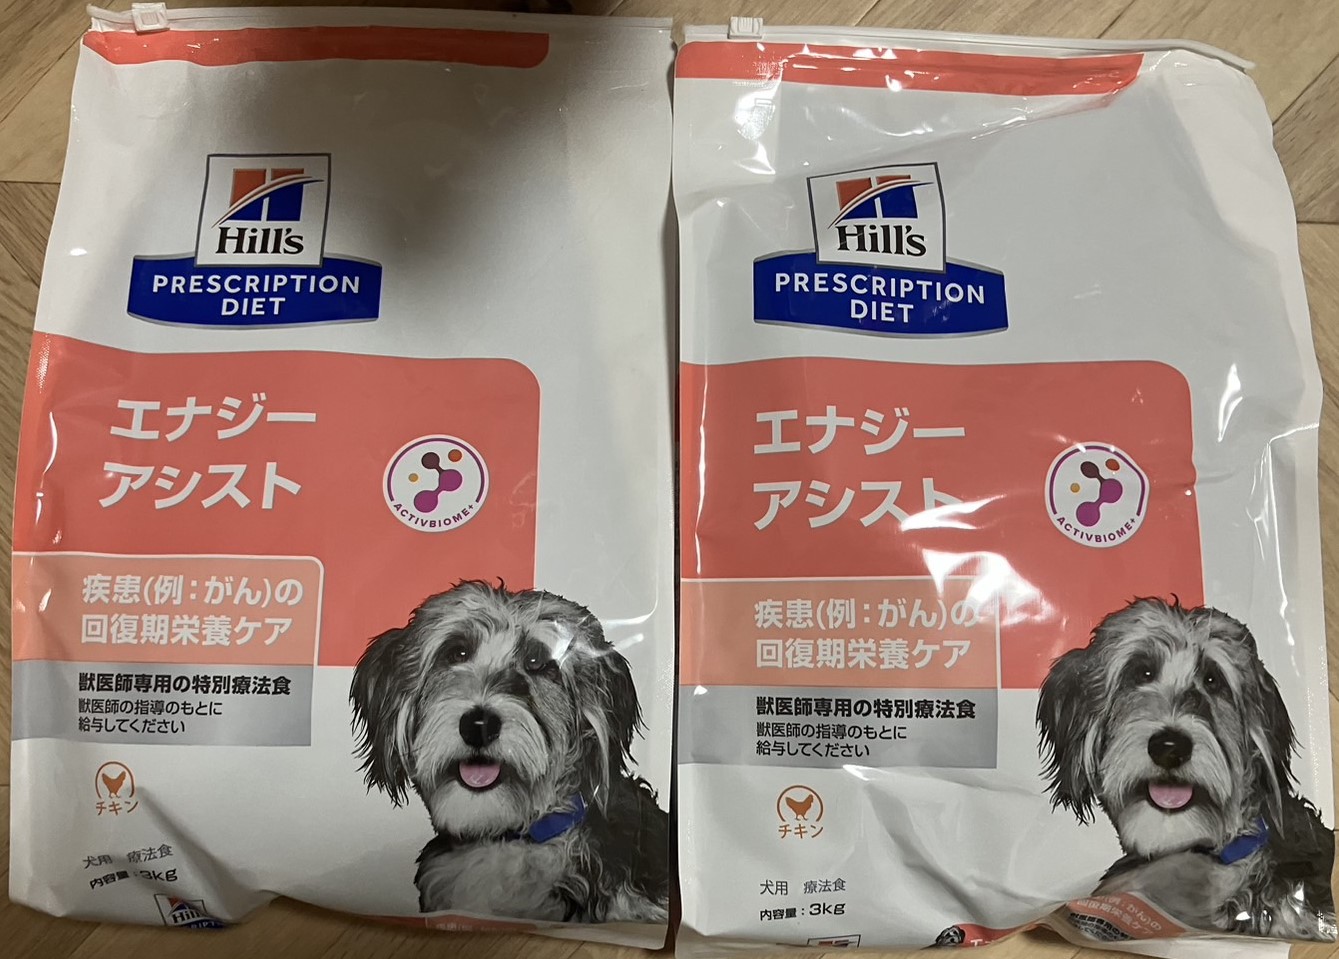 Hill's
PRESCRIPTION
DIET
エナジー
アシスト
ACTIVBIOME+
疾患(例：がん)の
回復期栄養ケア
獣医師専用の特別療法食
獣医師の指導のもとに
給与してください
チキン
犬用 療法食
内容量：3kg
Hill's
Hill's
PRESCRIPTION
DIET
エナジー
アシスト
ACTIVBIOME+
疾患(例：がん)の
回復期栄養ケア
獣医師専用の特別療法食
獣医師の指導のもとに
給与してください
チキン
犬用 療法食
内容量：3kg